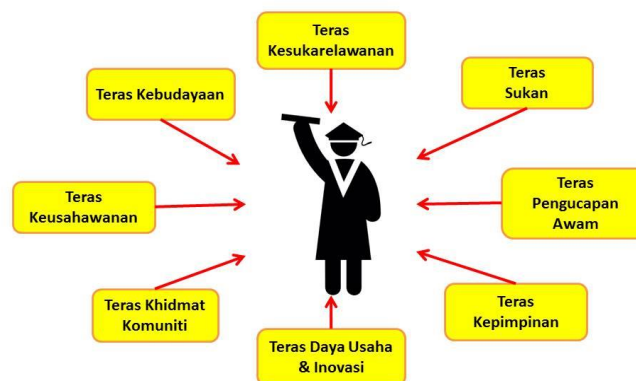 Teras
Kesukarelawanan
Teras Kebudayaan
Teras
Sukan
Teras
Keusahawanan
Teras
Pengucapan
Awam
Teras Khidmat
Komuniti
Teras
Kepimpinan
Teras Daya Usaha
& Inovasi